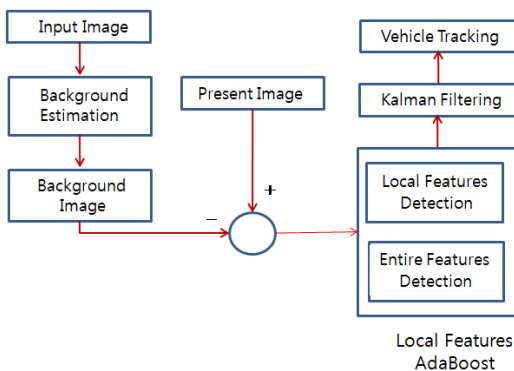 Input Image
Background
Estimation
Background
Image
Present Image
+
−
Vehicle Tracking
Kalman Filtering
Local Features
Detection
Entire Features
Detection
Local Features
AdaBoost